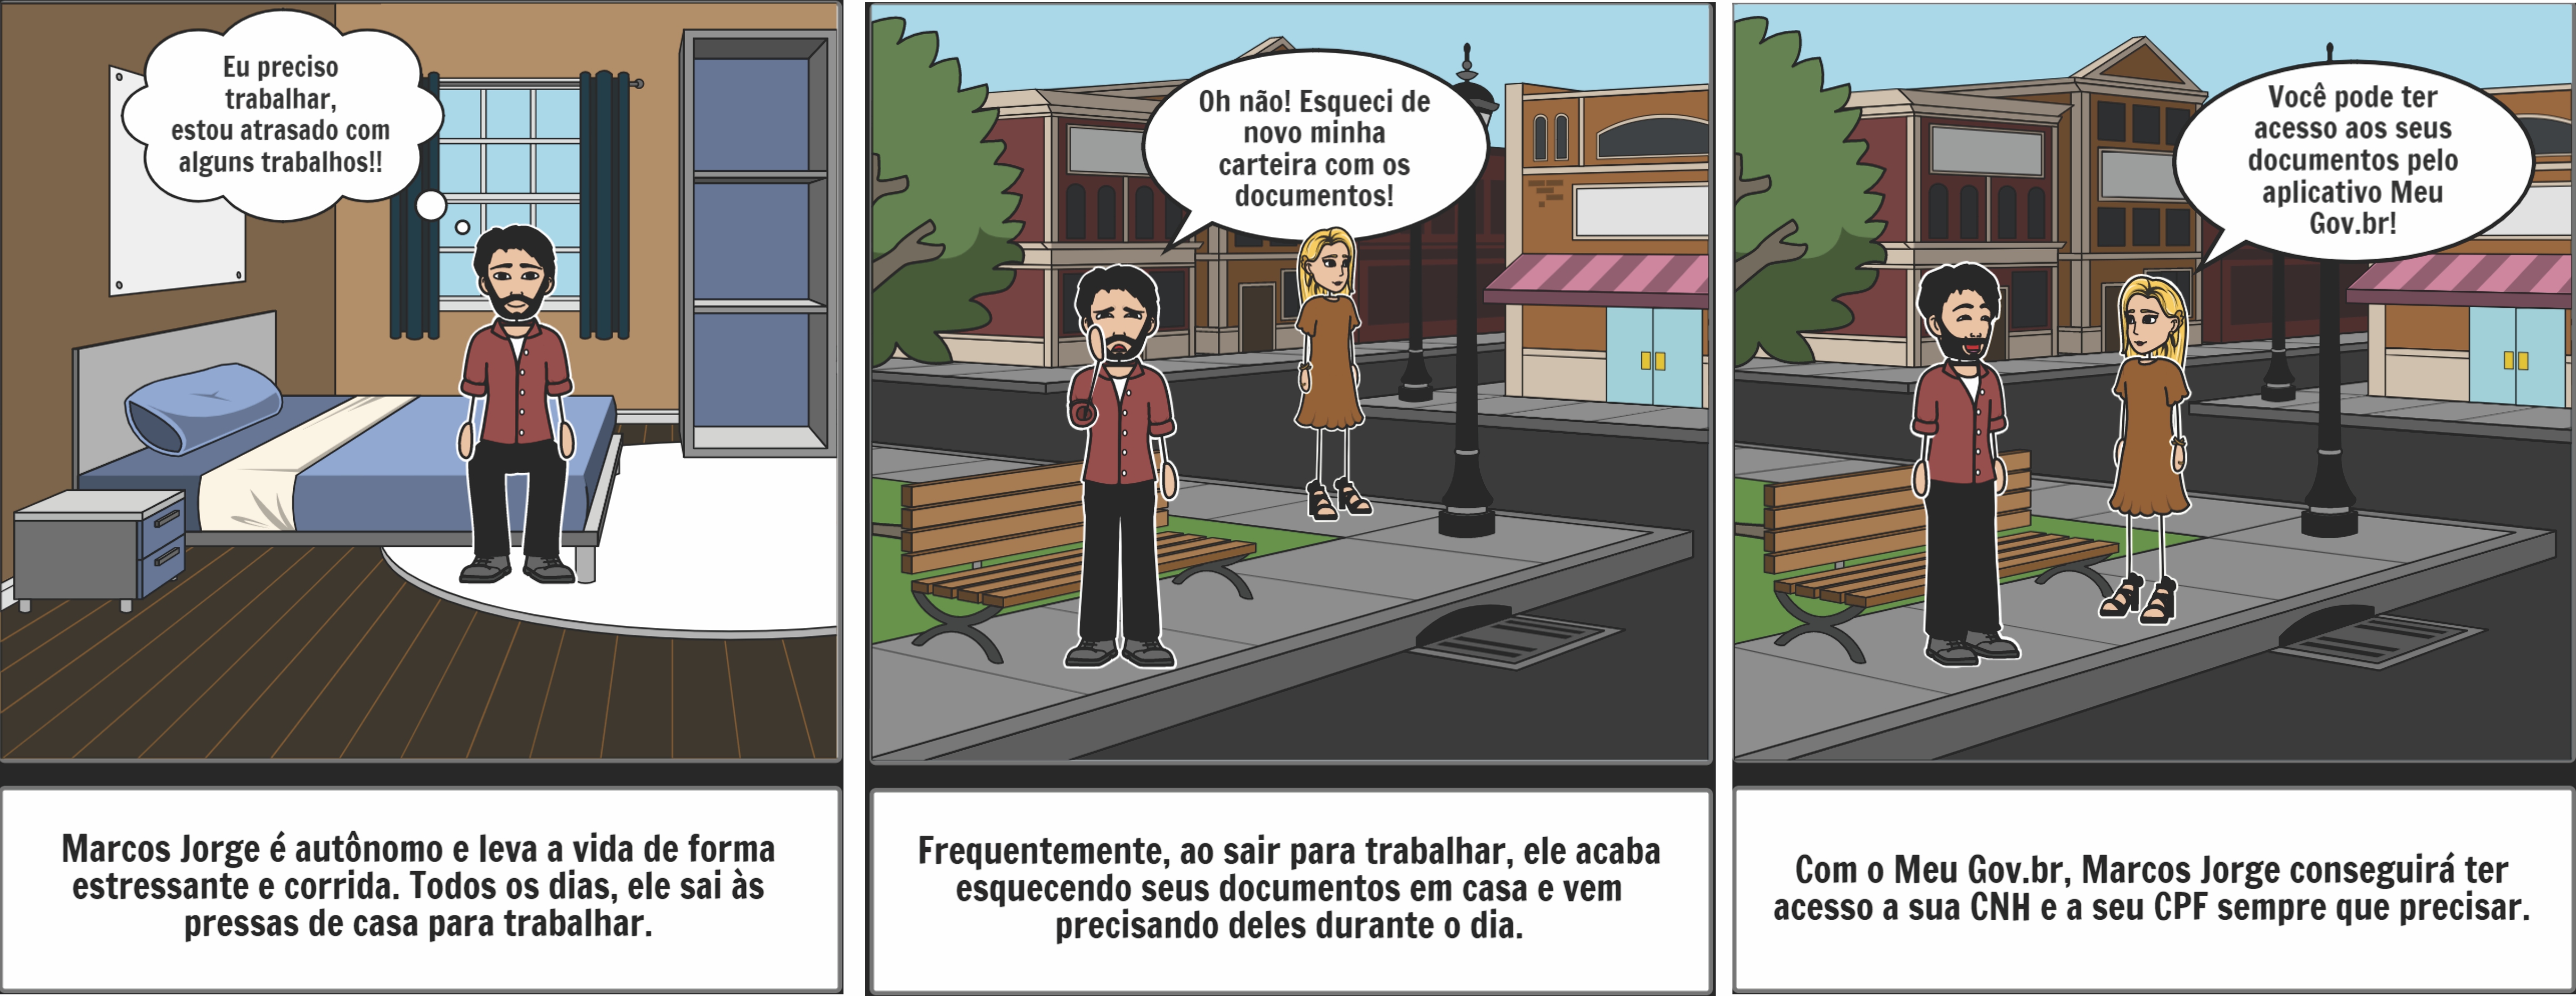 Eu preciso
trabalhar,
estou atrasado com
alguns trabalhos!!
Marcos Jorge é autônomo e leva a vida de forma
estressante e corrida. Todos os dias, ele sai às
pressas de casa para trabalhar.
Oh não! Esqueci de
novo minha
carteira com os
documentos!
Frequentemente, ao sair para trabalhar, ele acaba
esquecendo seus documentos em casa e vem
precisando deles durante o dia.
Você pode ter
acesso aos seus
documentos pelo
aplicativo Meu
Gov.br!
Com o Meu Gov.br, Marcos Jorge conseguirá ter
acesso a sua CNH e a seu CPF sempre que precisar.